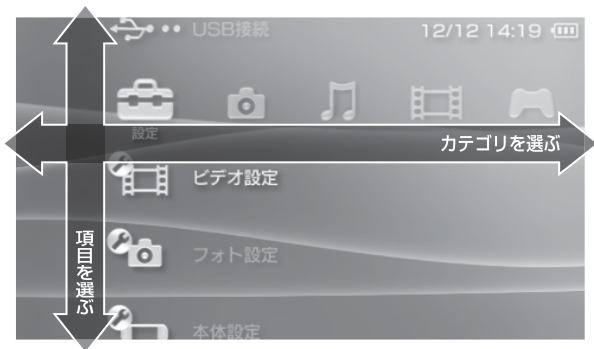 USB接続
12/12 14:19
設定
カテゴリを選ぶ
ビデオ設定
項目を選ぶ
フォト設定
本体設定